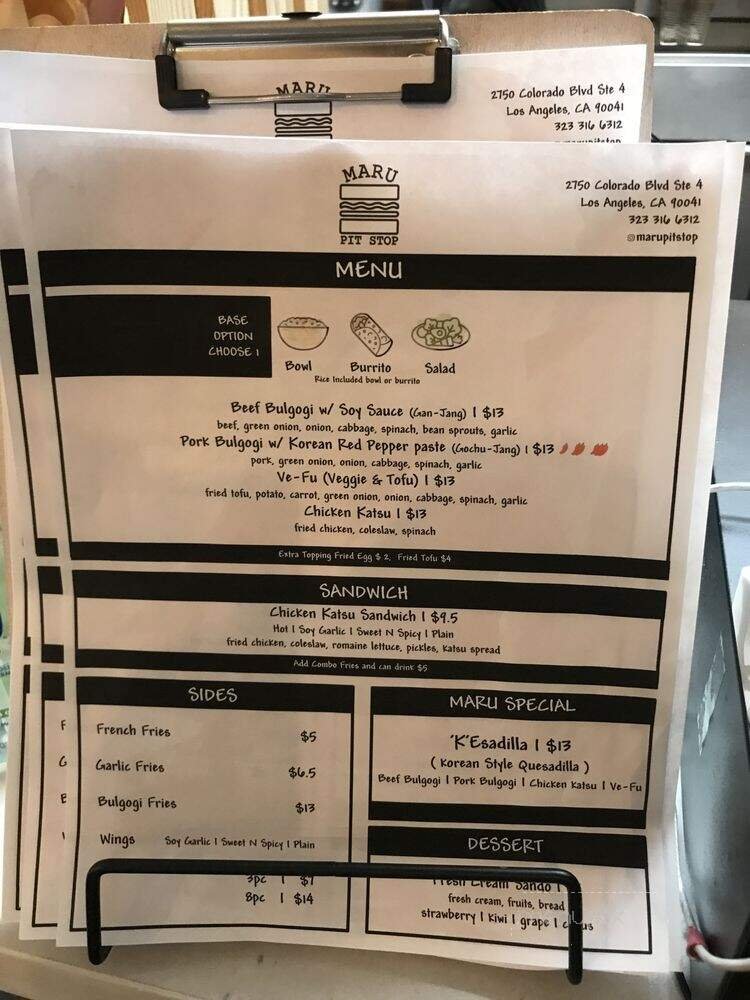 MARU
2750 Colorado Blvd Ste 4
Los Angeles, CA 90041
323 316 6312
MARU
PIT STOP
2750 Colorado Blvd Ste 4
Los Angeles, CA 90041
323 316 6312
@marupitstop
MENU
BASE
OPTION
CHOOSE 1
Bowl Burrito Salad
Rice Included bowl or burrito
Beef Bulgogi w/ Soy Sauce (Gan-Jang) | $13
beef, green onion, onion, cabbage, spinach, bean sprouts, garlic
Pork Bulgogi w/ Korean Red Pepper paste (Gochu-Jang) | $13
pork, green onion, onion, cabbage, spinach, garlic
Ve-Fu (Veggie & Tofu) | $13
fried tofu, potato, carrot, green onion, onion, cabbage, spinach, garlic
Chicken Katsu | $13
fried chicken, coleslaw, spinach
Extra Topping Fried Egg $ 2, Fried Tofu $4
SANDWICH
Chicken Katsu Sandwich | $9.5
Hot | Soy Garlic | Sweet N Spicy | Plain
fried chicken, coleslaw, romaine lettuce, pickles, katsu spread
Add Combo Fries and can drink $5
SIDES
French Fries $5
Garlic Fries $6.5
Bulgogi Fries $13
Wings Soy Garlic | Sweet N Spicy | Plain
3pc | $7
8pc | $14
MARU SPECIAL
'K'Esadilla | $13
( Korean Style Quesadilla )
Beef Bulgogi | Pork Bulgogi | Chicken Katsu | Ve-Fu
DESSERT
Fresh Cream Sando |
fresh cream, fruits, bread
strawberry | kiwi | grape |